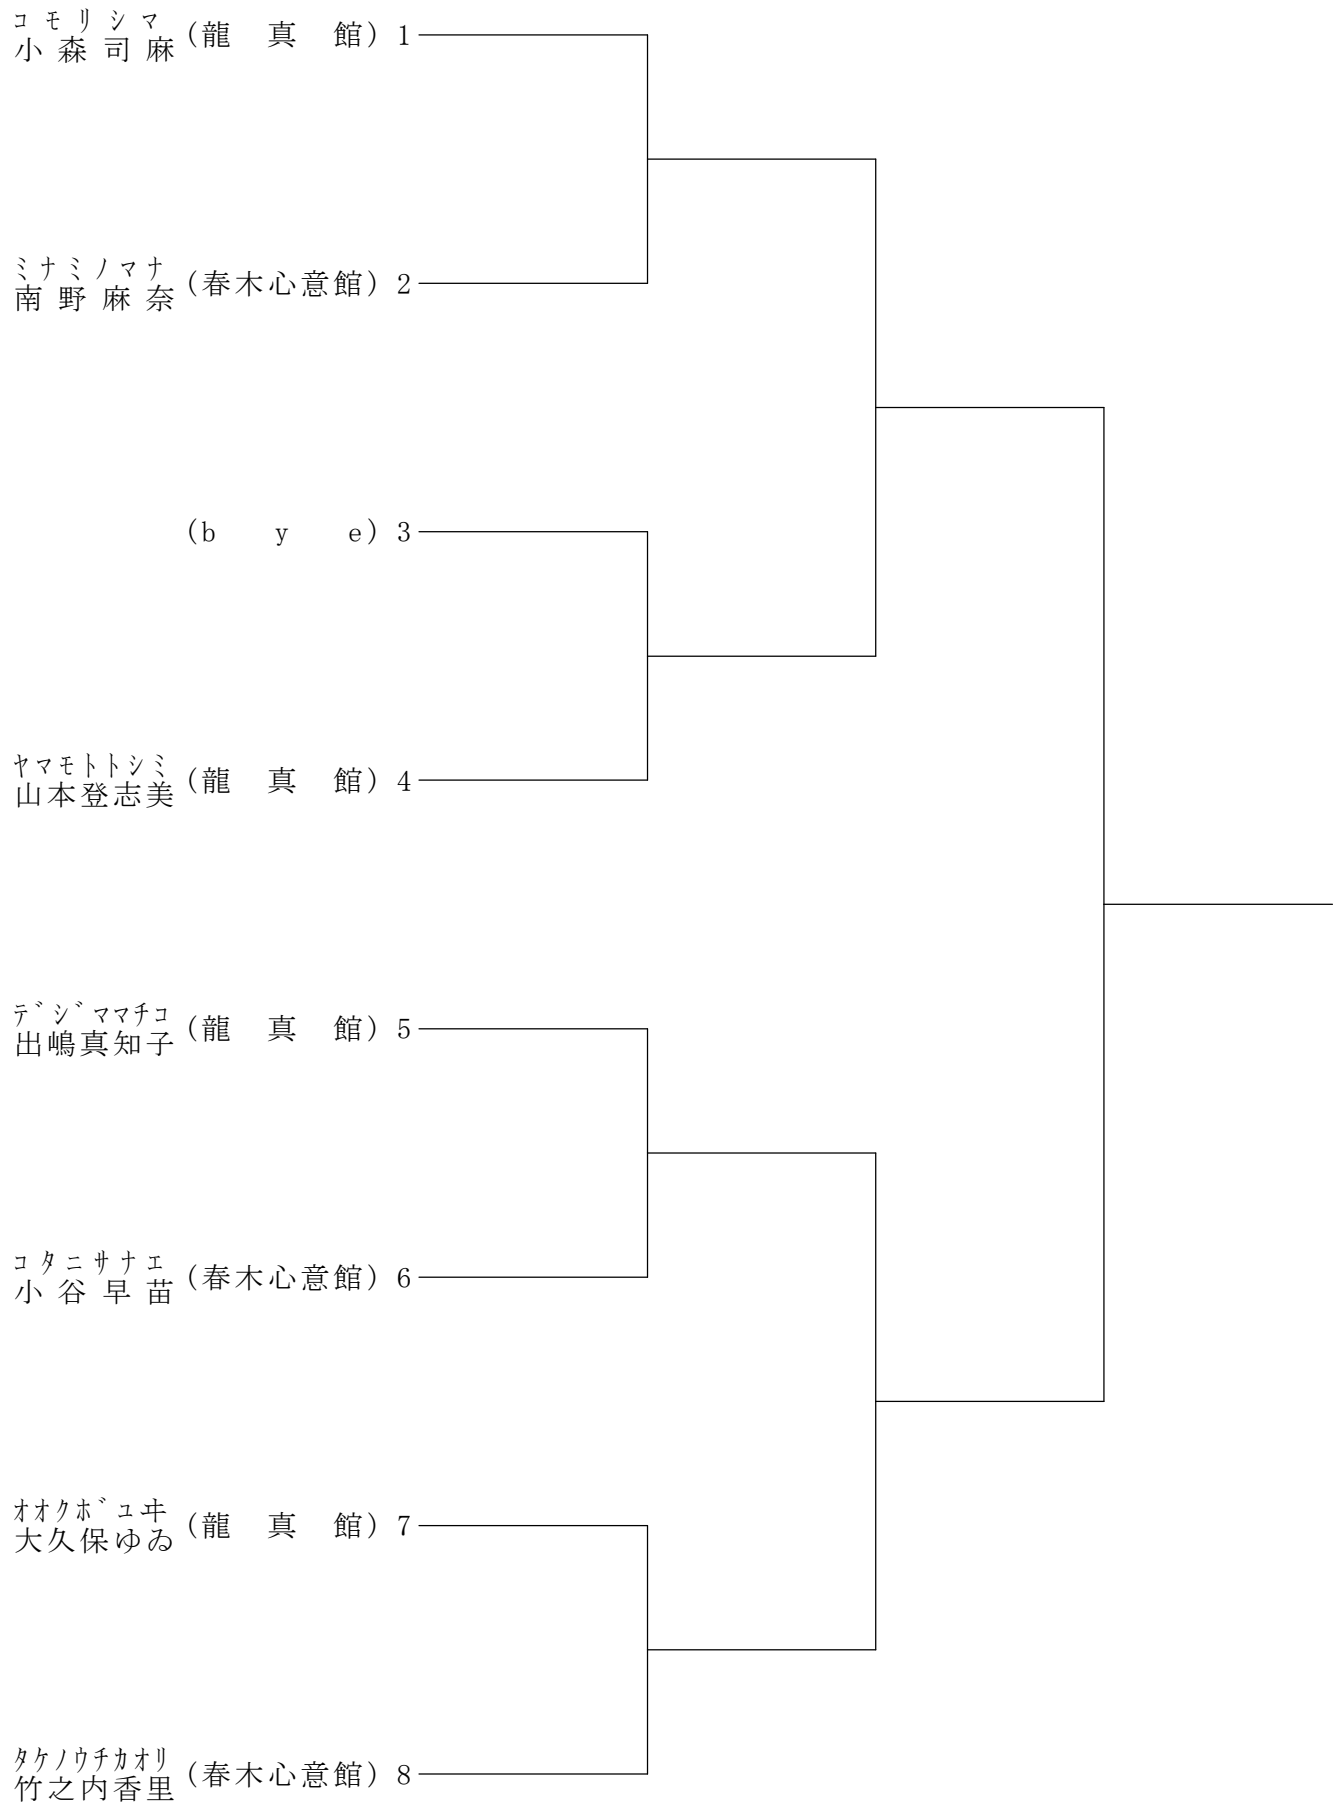 コモリシマ
小森司麻 (龍真館) 1
ミナミノマナ
南野麻奈 (春木心意館) 2
(bye) 3
ヤマモトトシミ
山本登志美 (龍真館) 4
デジママチコ
出嶋真知子 (龍真館) 5
コタニサナエ
小谷早苗 (春木心意館) 6
オオクボユヰ
大久保ゆゐ (龍真館) 7
タケノウチカオリ
竹之内香里 (春木心意館) 8